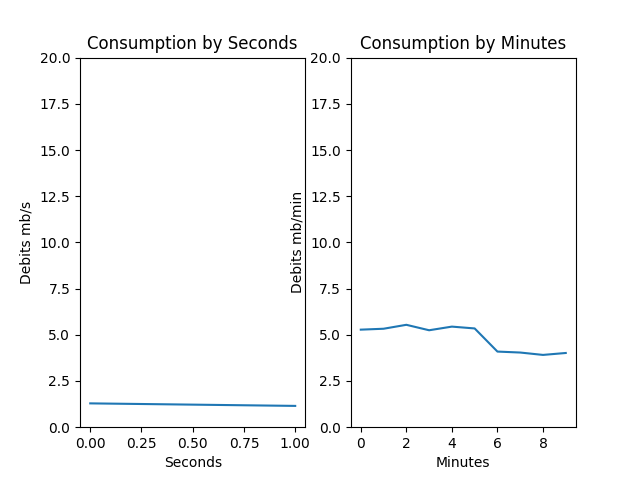 Consumption by Seconds
20.0
17.5
15.0
12.5
10.0
7.5
5.0
2.5
0.0
Debits mb/s
0.00 0.25 0.50 0.75 1.00
Seconds
Consumption by Minutes
20.0
17.5
15.0
12.5
10.0
7.5
5.0
2.5
0.0
Debits mb/min
0 2 4 6 8
Minutes